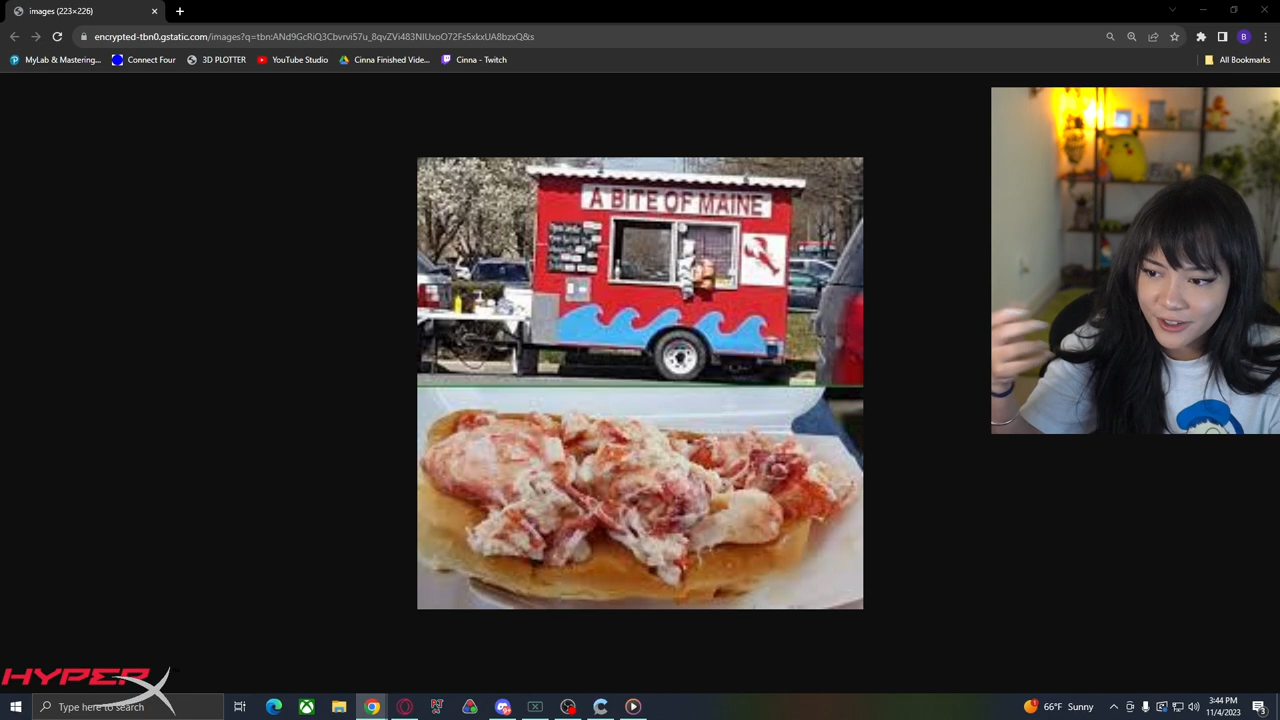 images (223×226)
encrypted-tbn0.gstatic.com/images?q=tbn:ANd9GcRiQ3Cbvrvi57u_8qvZVi483NIUxoO72Fs5xkxUA8bzxQ&s
B
MyLab & Mastering...
Connect Four
3D PLOTTER
YouTube Studio
Cinna Finished Vide...
Cinna - Twitch
All Bookmarks
A BITE OF MAINE
HYPERX
Type here to search
66°F Sunny
3:44 PM
11/4/2023